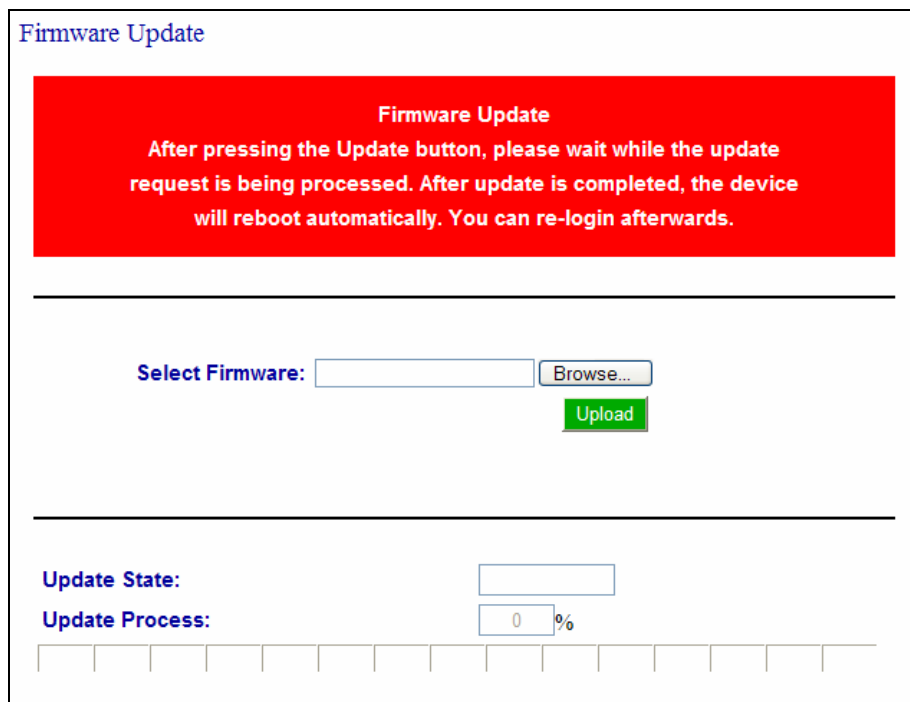 Firmware Update
Firmware Update
After pressing the Update button, please wait while the update
request is being processed. After update is completed, the device
will reboot automatically. You can re-login afterwards.
Select Firmware: Browse...
Upload
Update State:
Update Process: 0 %